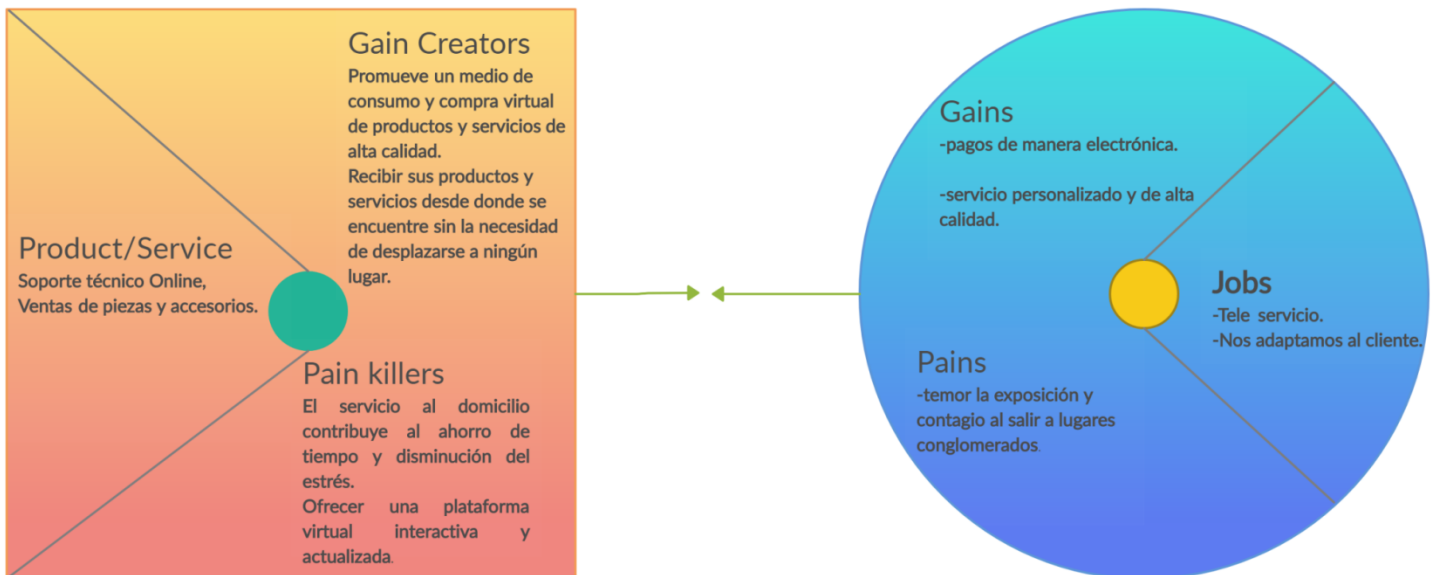 Gain Creators
Promueve un medio de
consumo y compra virtual
de productos y servicios de
alta calidad.
Recibir sus productos y
servicios desde donde se
encuentre sin la necesidad
de desplazarse a ningún
lugar.
Product/Service
Soporte técnico Online,
Ventas de piezas y accesorios.
Pain killers
El servicio al domicilio
contribuye al ahorro de
tiempo y disminución del
estrés.
Ofrecer una plataforma
virtual interactiva y
actualizada.
Gains
-pagos de manera electrónica.
-servicio personalizado y de alta
calidad.
Jobs
-Tele servicio.
-Nos adaptamos al cliente.
Pains
-temor la exposición y
contagio al salir a lugares
conglomerados.